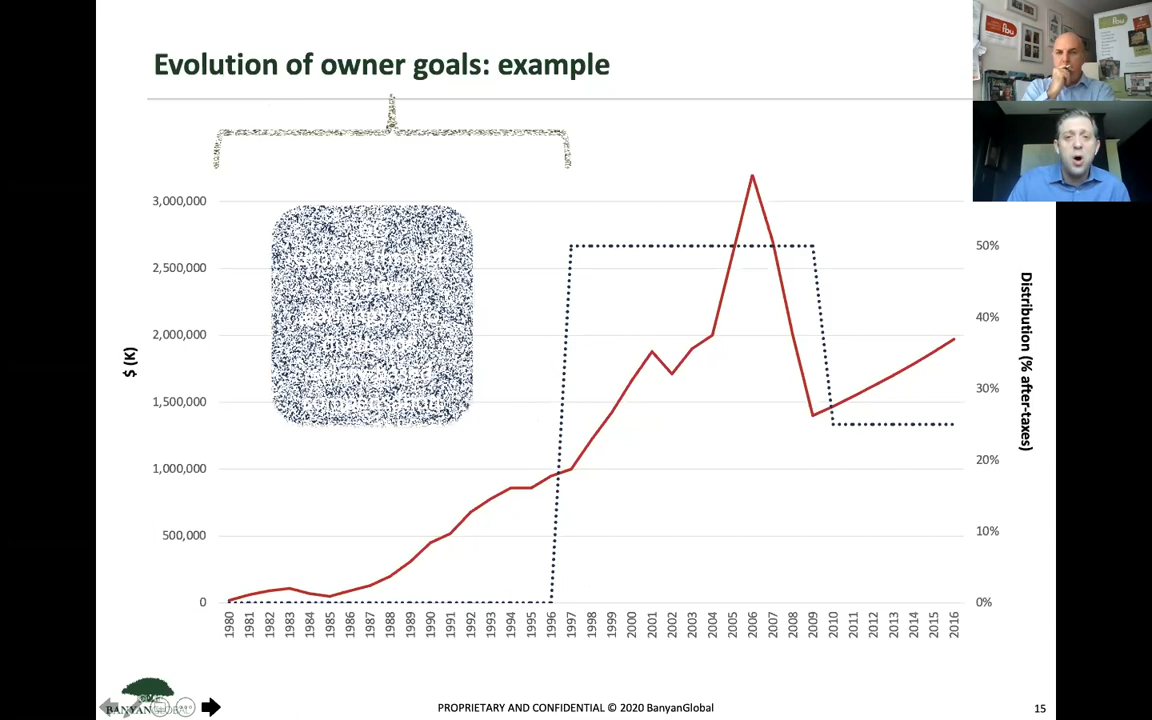 Evolution of owner goals: example
3,000,000
2,500,000
2,000,000
1,500,000
1,000,000
500,000
0
$ (K)
50%
40%
30%
20%
10%
0%
Distribution (% after-taxes)
1980 1981 1982 1983 1984 1985 1986 1987 1988 1989 1990 1991 1992 1993 1994 1995 1996 1997 1998 1999 2000 2001 2002 2003 2004 2005 2006 2007 2008 2009 2010 2011 2012 2013 2014 2015 2016
BANYAN
PROPRIETARY AND CONFIDENTIAL © 2020 BanyanGlobal
15
fbu